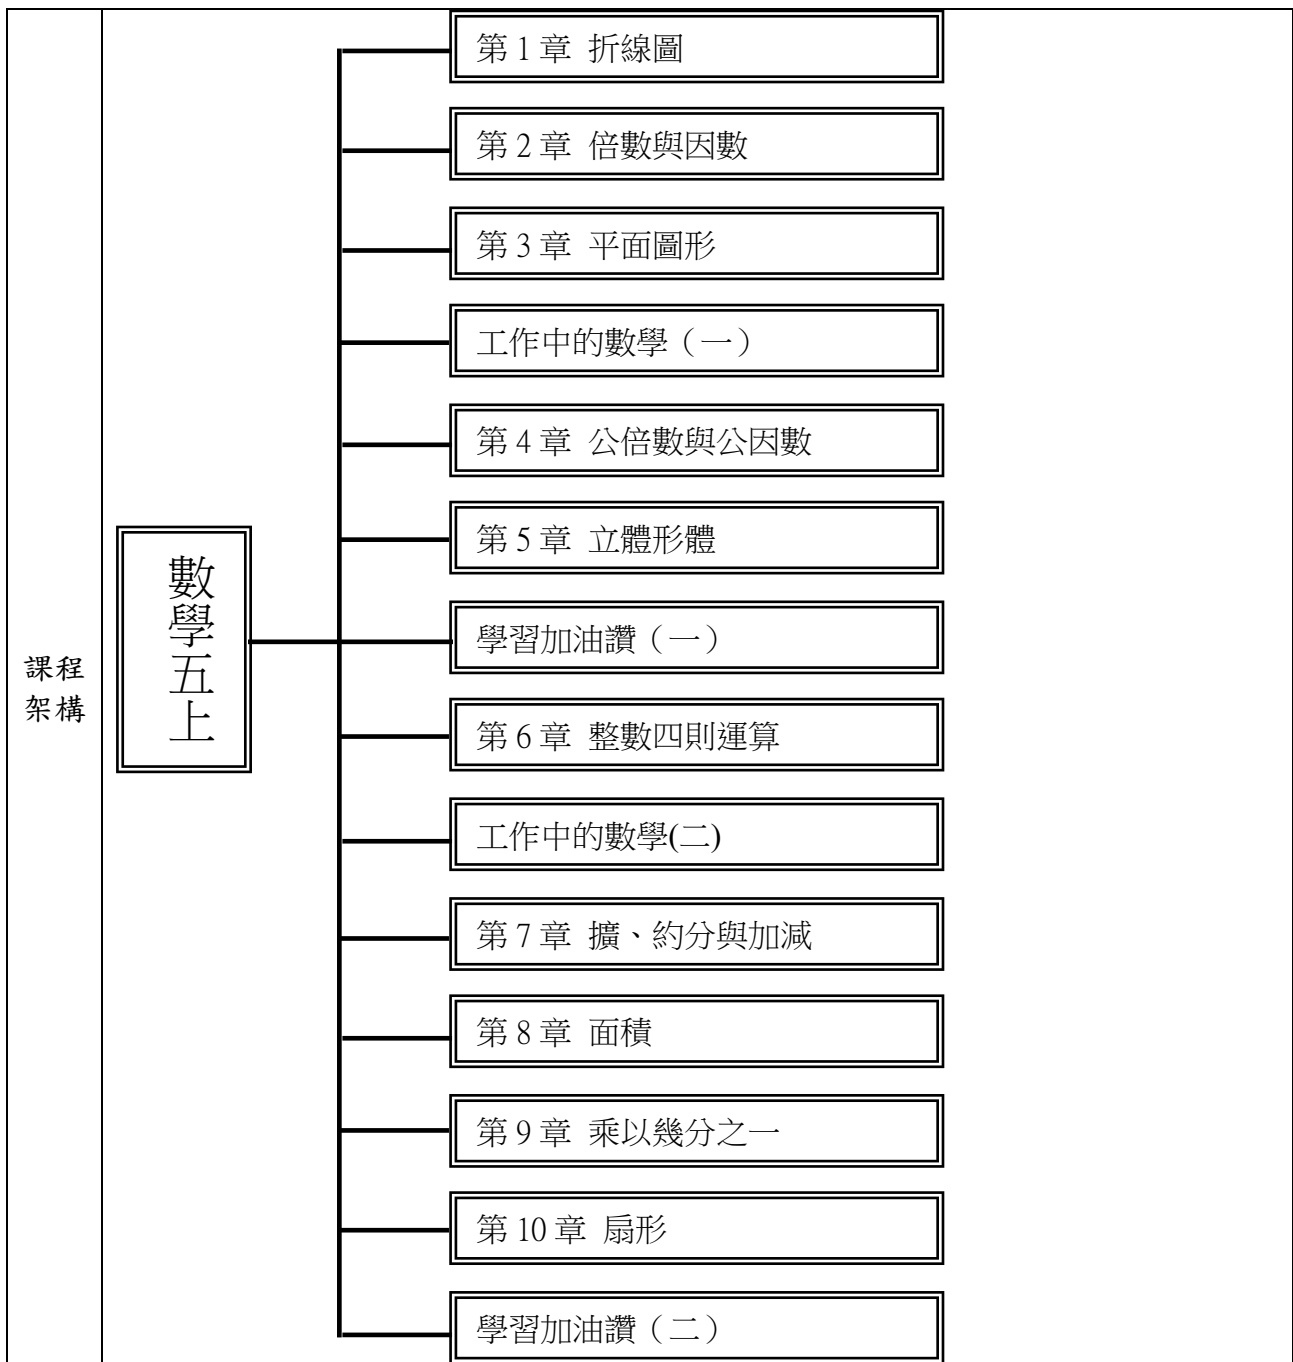 課程
架構
數學五上
第 1 章 折線圖
第 2 章 倍數與因數
第 3 章 平面圖形
工作中的數學（一）
第 4 章 公倍數與公因數
第 5 章 立體形體
學習加油讚（一）
第 6 章 整數四則運算
工作中的數學(二)
第 7 章 擴、約分與加減
第 8 章 面積
第 9 章 乘以幾分之一
第 10 章 扇形
學習加油讚（二）